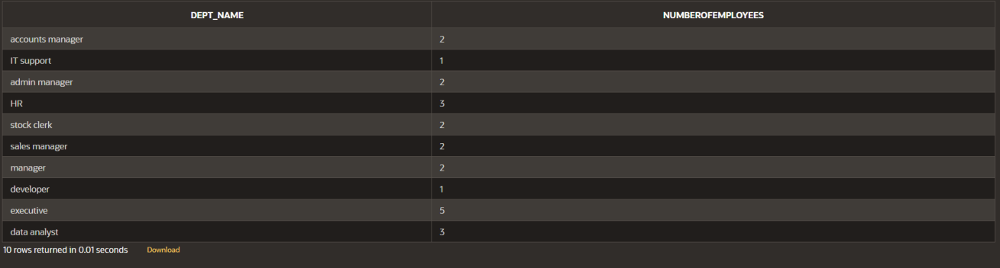 DEPT_NAME NUMBEROFEMPLOYEES
accounts manager 2
IT support 1
admin manager 2
HR 3
stock clerk 2
sales manager 2
manager 2
developer 1
executive 5
data analyst 3
10 rows returned in 0.01 seconds Download